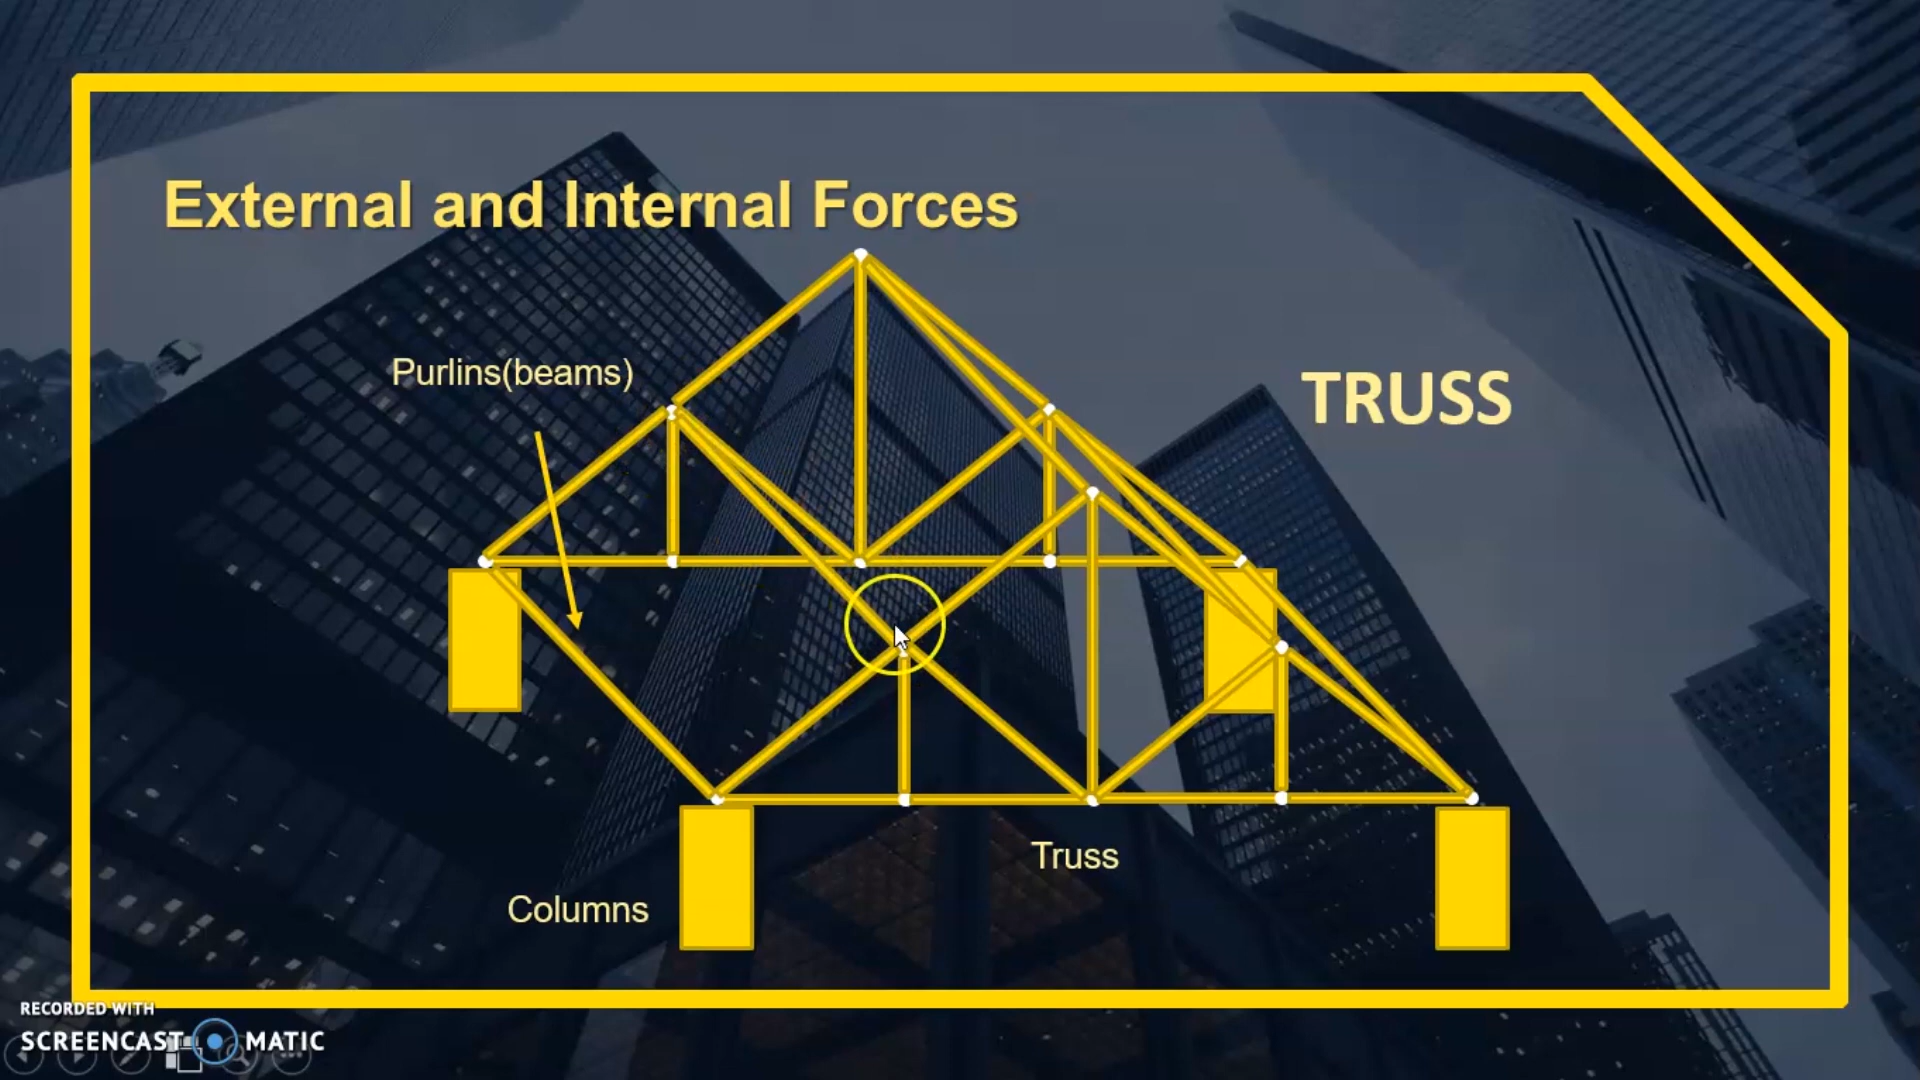 External and Internal Forces
Purlins(beams)
TRUSS
Truss
Columns
RECORDED WITH
SCREENCAST MATIC